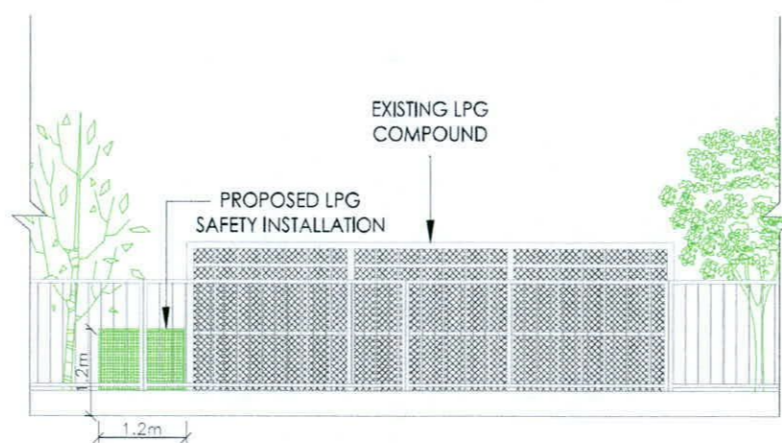 EXISTING LPG
COMPOUND
PROPOSED LPG
SAFETY INSTALLATION
1.2m
1.2m